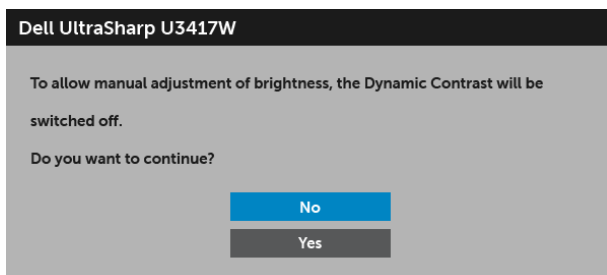 Dell UltraSharp U3417W
To allow manual adjustment of brightness, the Dynamic Contrast will be
switched off.
Do you want to continue?
No
Yes